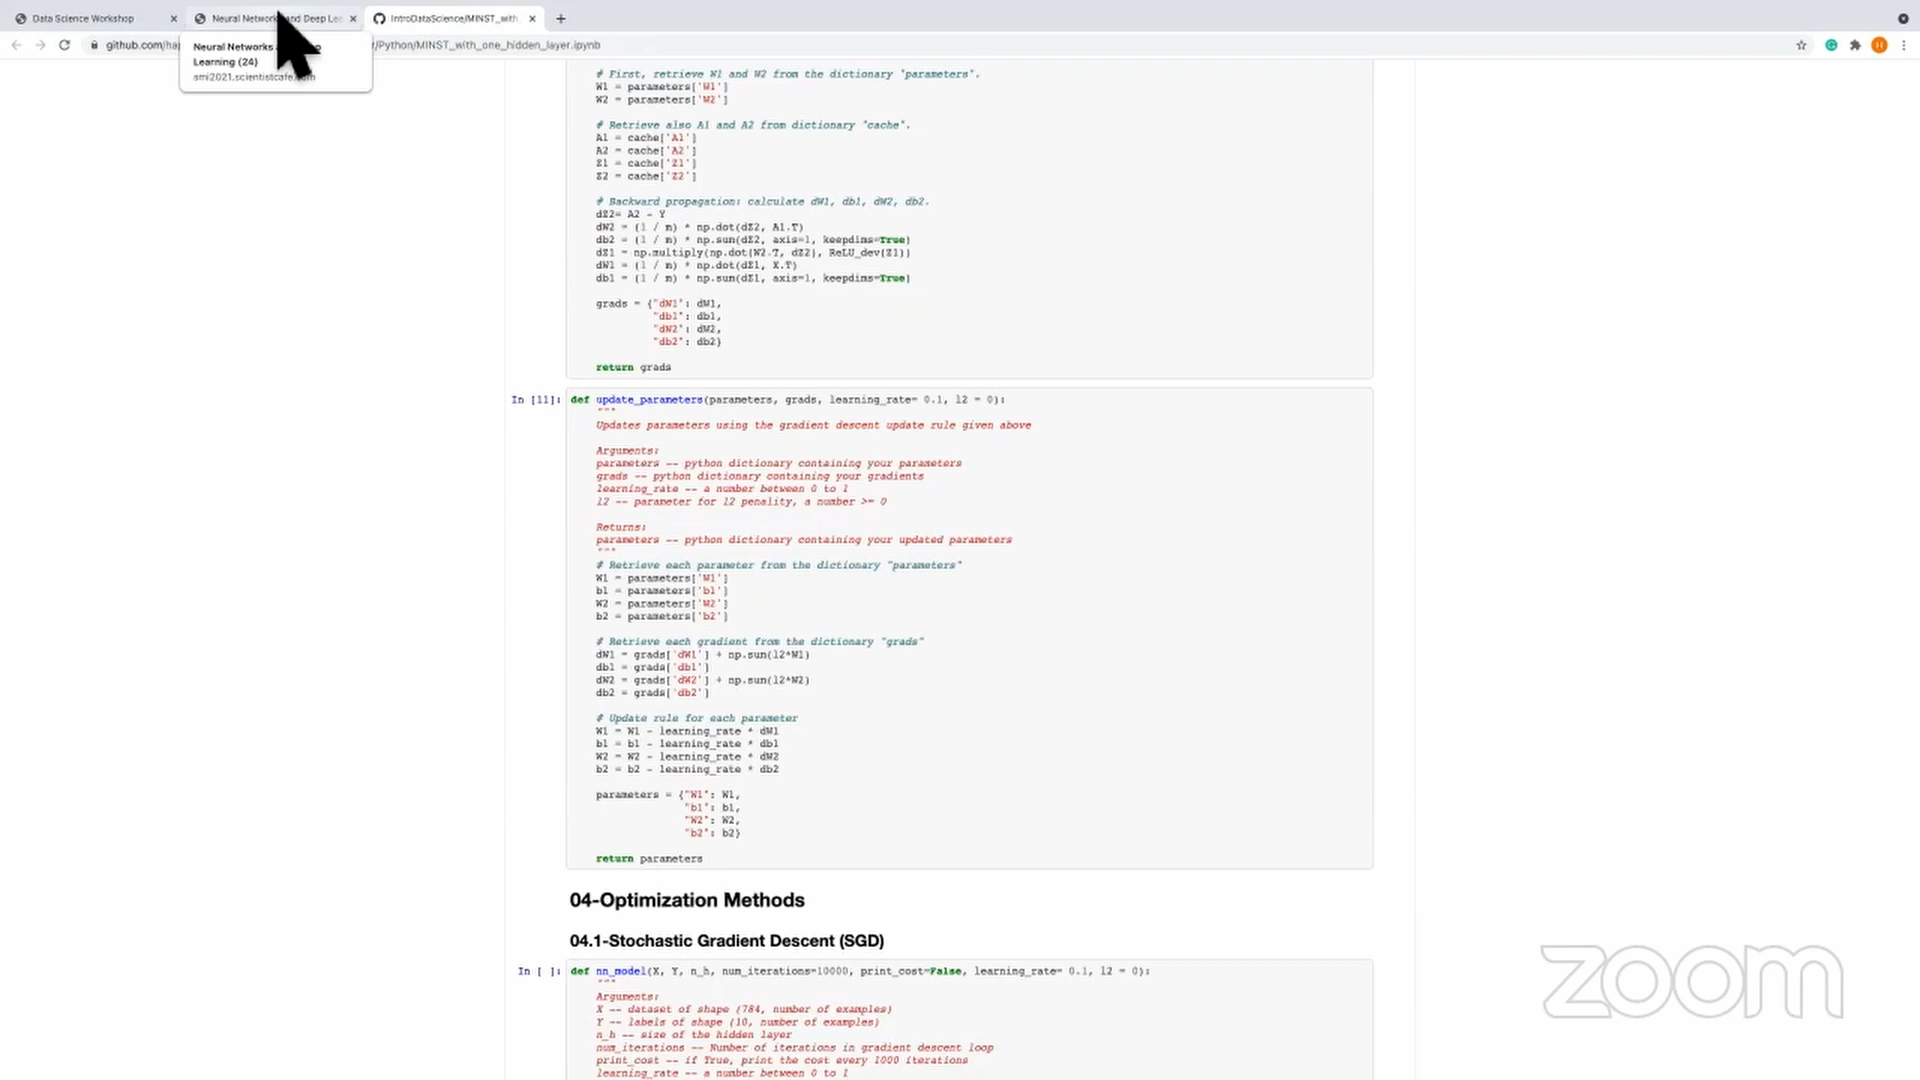 Data Science Workshop
Neural Network and Deep Lea
IntroDataScience/MINST_with
github.com/ha /Python/MINST_with_one_hidden_layer.ipynb
Neural Networks
Learning (24)
smi2021.scientistcafe.com
# First, retrieve W1 and W2 from the dictionary "parameters".
W1 = parameters['W1']
W2 = parameters['W2']
# Retrieve also A1 and A2 from dictionary "cache".
A1 = cache['A1']
A2 = cache['A2']
Z1 = cache['Z1']
Z2 = cache['Z2']
# Backward propagation: calculate dW1, db1, dW2, db2.
dZ2= A2 - Y
dW2 = (1 / m) * np.dot(dZ2, A1.T)
db2 = (1 / m) * np.sum(dZ2, axis=1, keepdims=True)
dZ1 = np.multiply(np.dot(W2.T, dZ2), ReLU_dev(Z1))
dW1 = (1 / m) * np.dot(dZ1, X.T)
db1 = (1 / m) * np.sum(dZ1, axis=1, keepdims=True)
grads = {"dW1": dW1,
"db1": db1,
"dW2": dW2,
"db2": db2}
return grads
In [11]: def update_parameters(parameters, grads, learning_rate= 0.1, l2 = 0):
"""
Updates parameters using the gradient descent update rule given above
Arguments:
parameters -- python dictionary containing your parameters
grads -- python dictionary containing your gradients
learning_rate -- a number between 0 to 1
l2 -- parameter for l2 penality, a number >= 0
Returns:
parameters -- python dictionary containing your updated parameters
"""
# Retrieve each parameter from the dictionary "parameters"
W1 = parameters['W1']
b1 = parameters['b1']
W2 = parameters['W2']
b2 = parameters['b2']
# Retrieve each gradient from the dictionary "grads"
dW1 = grads['dW1'] + np.sum(l2*W1)
db1 = grads['db1']
dW2 = grads['dW2'] + np.sum(l2*W2)
db2 = grads['db2']
# Update rule for each parameter
W1 = W1 - learning_rate * dW1
b1 = b1 - learning_rate * db1
W2 = W2 - learning_rate * dW2
b2 = b2 - learning_rate * db2
parameters = {"W1": W1,
"b1": b1,
"W2": W2,
"b2": b2}
return parameters
04-Optimization Methods
04.1-Stochastic Gradient Descent (SGD)
In [ ]: def nn_model(X, Y, n_h, num_iterations=10000, print_cost=False, learning_rate= 0.1, l2 = 0):
"""
Arguments:
X -- dataset of shape (784, number of examples)
Y -- labels of shape (10, number of examples)
n_h -- size of the hidden layer
num_iterations -- Number of iterations in gradient descent loop
print_cost -- if True, print the cost every 1000 iterations
learning_rate -- a number between 0 to 1
zoom